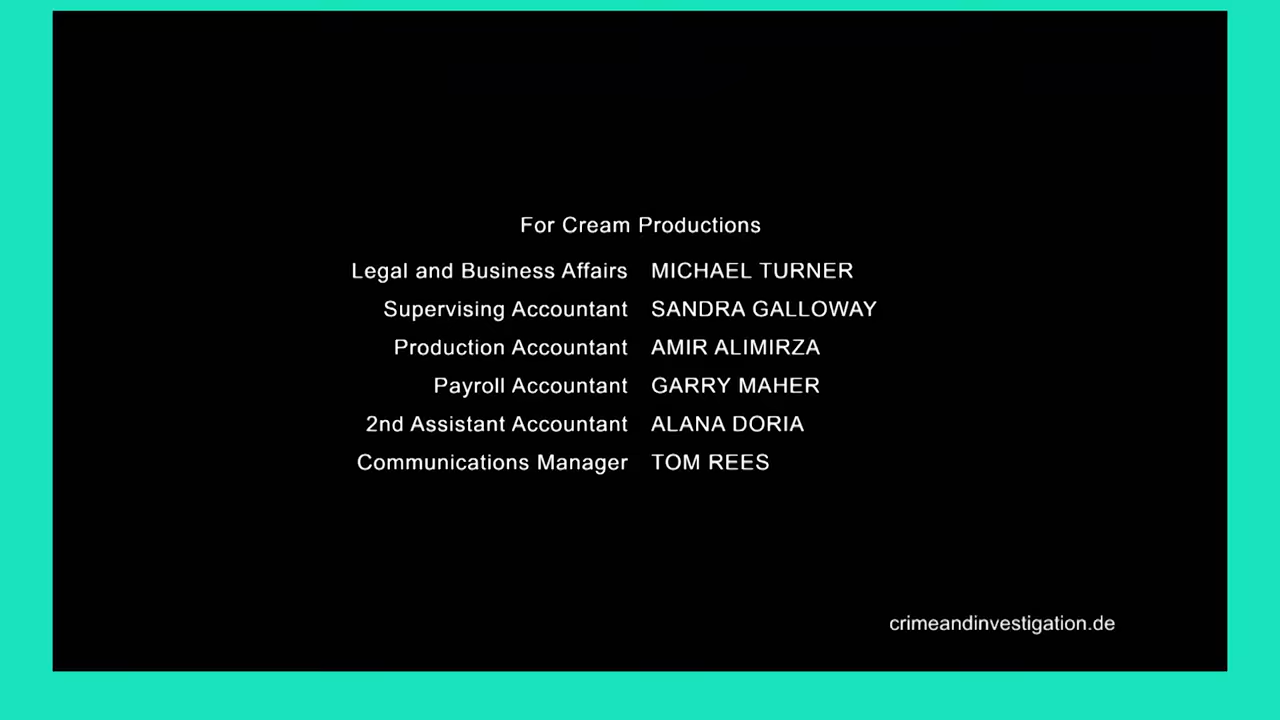 For Cream Productions
Legal and Business Affairs MICHAEL TURNER
Supervising Accountant SANDRA GALLOWAY
Production Accountant AMIR ALIMIRZA
Payroll Accountant GARRY MAHER
2nd Assistant Accountant ALANA DORIA
Communications Manager TOM REES
crimeandinvestigation.de